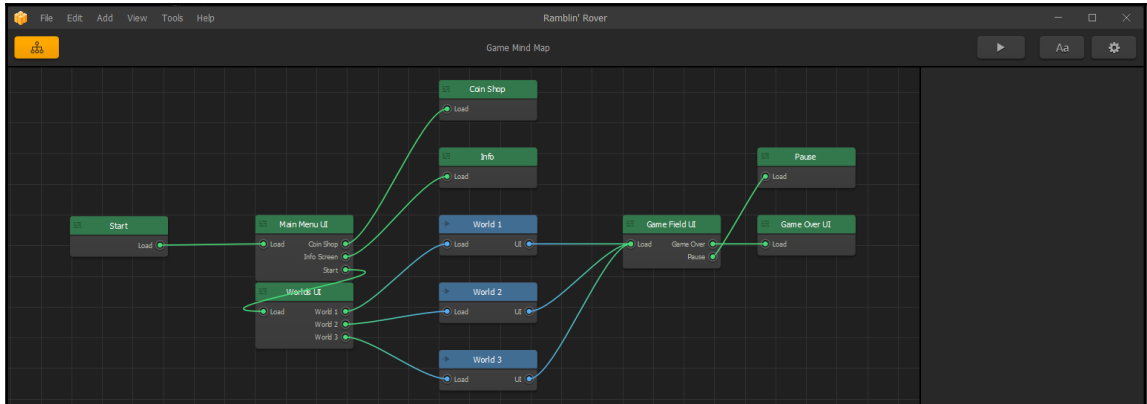 File Edit Add View Tools Help
Ramblin' Rover
Game Mind Map
Aa
Coin Shop
Load
Info
Load
Pause
Load
Start
Load
Main Menu UI
Load Coin Shop
Info Screen
Start
World 1
Load UI
Game Field UI
Load Game Over
Pause
Game Over UI
Load
Worlds UI
Load World 1
World 2
World 3
World 2
Load UI
World 3
Load UI